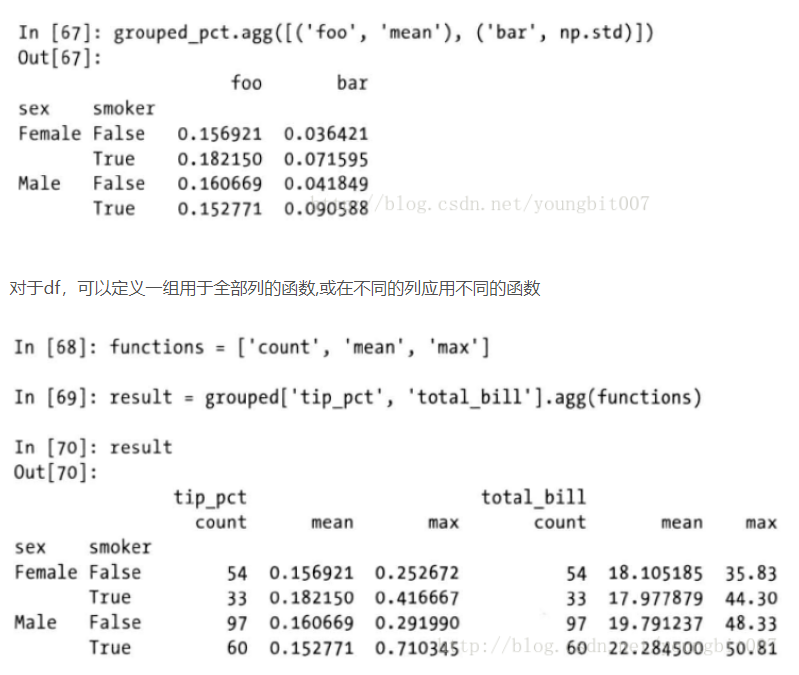 In [67]: grouped_pct.agg([('foo', 'mean'), ('bar', np.std)])
Out[67]:
foo bar
sex smoker
Female False 0.156921 0.036421
True 0.182150 0.071595
Male False 0.160669 0.041849
True 0.152771 0.090588
http://blog.csdn.net/youngbit007
对于df，可以定义一组用于全部列的函数,或在不同的列应用不同的函数
In [68]: functions = ['count', 'mean', 'max']
In [69]: result = grouped['tip_pct', 'total_bill'].agg(functions)
In [70]: result
Out[70]:
tip_pct total_bill
count mean max count mean max
sex smoker
Female False 54 0.156921 0.252672 54 18.105185 35.83
True 33 0.182150 0.416667 33 17.977879 44.30
Male False 97 0.160669 0.291990 97 19.791237 48.33
True 60 0.152771 0.710345 60 22.284500 50.81
http://blog.csdn.net/youngbit007